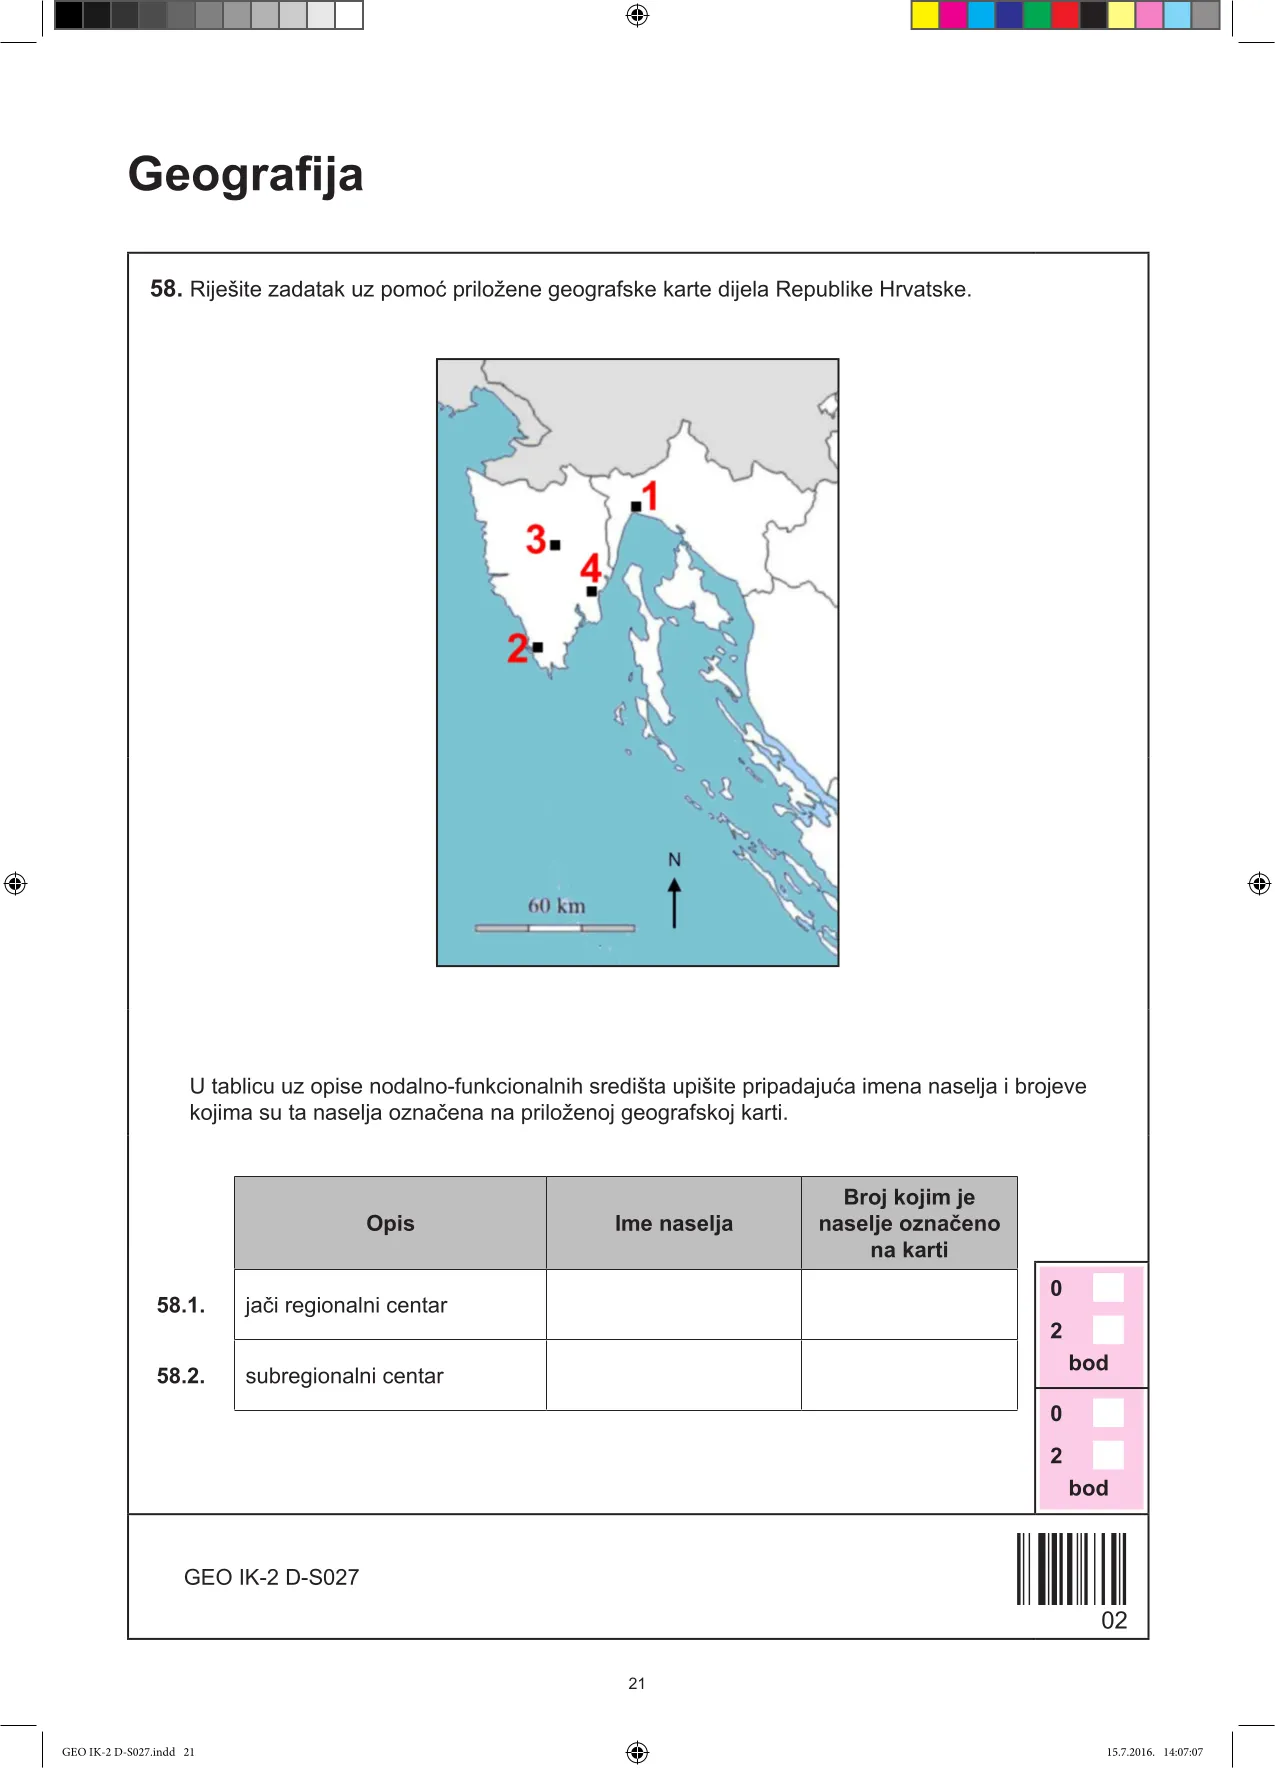 Geografija
58. Riješite zadatak uz pomoć priložene geografske karte dijela Republike Hrvatske.
1
3
4
2
N
60 km
U tablicu uz opise nodalno-funkcionalnih središta upišite pripadajuća imena naselja i brojeve
kojima su ta naselja označena na priloženoj geografskoj karti.
Opis
Ime naselja
Broj kojim je
naselje označeno
na karti
58.1. jači regionalni centar
58.2. subregionalni centar
0
2
bod
0
2
bod
GEO IK-2 D-S027
02
21
GEO IK-2 D-S027.indd 21
15.7.2016. 14:07:07